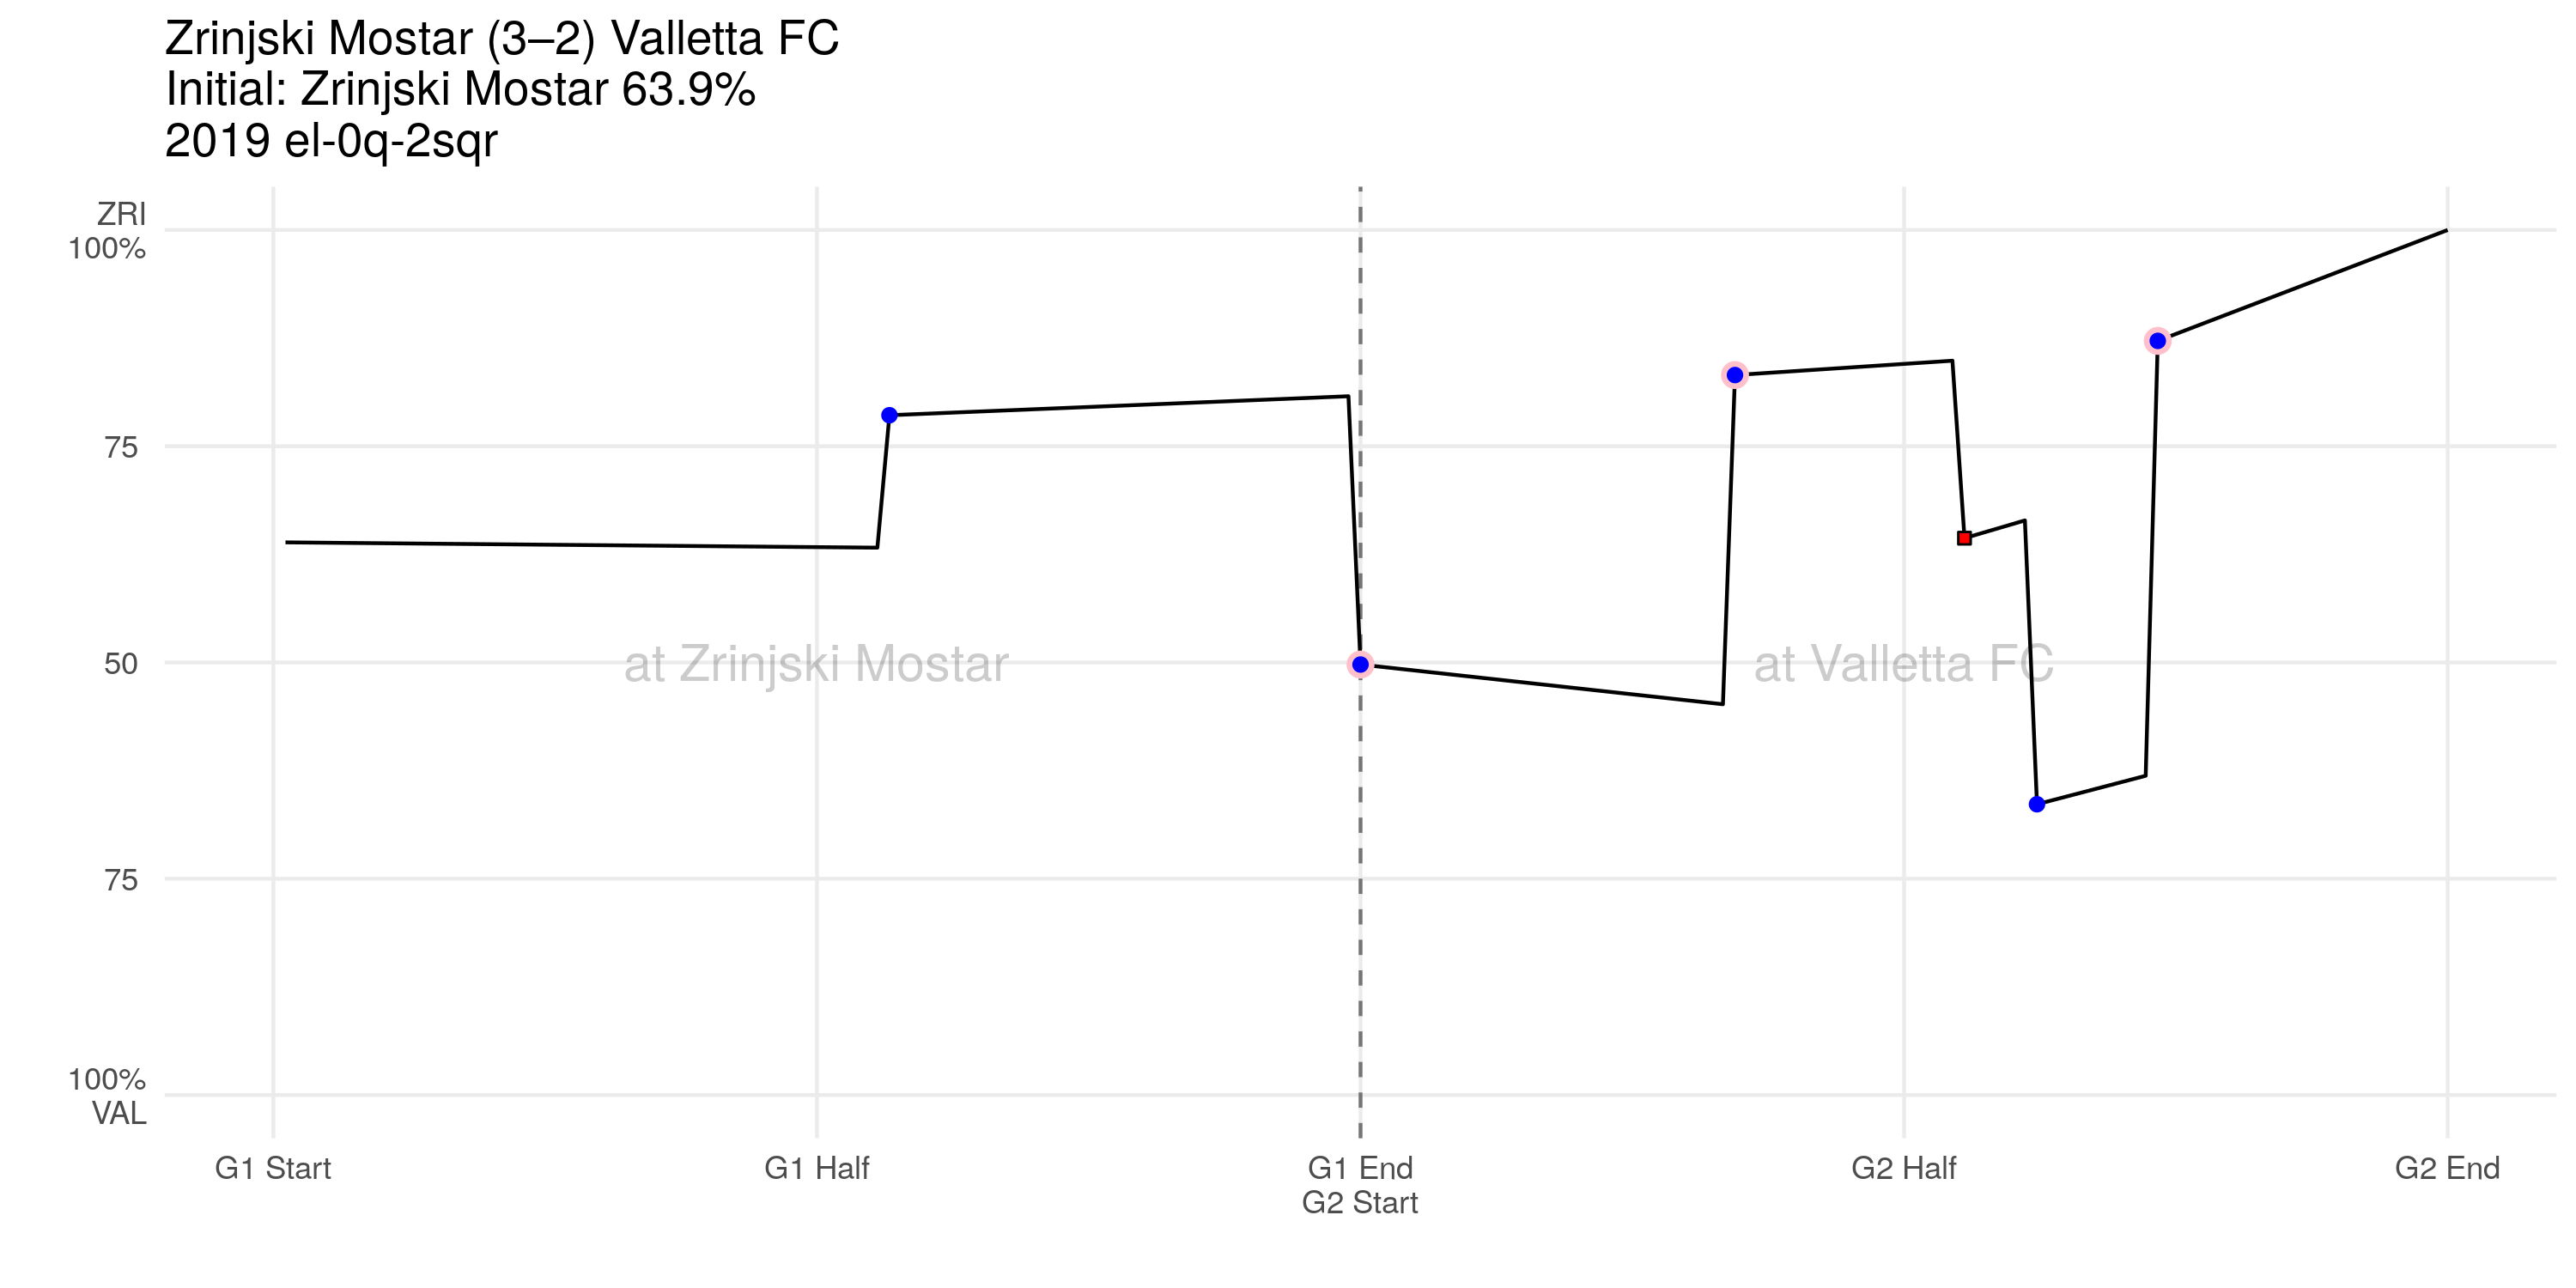 Zrinjski Mostar (3–2) Valletta FC
Initial: Zrinjski Mostar 63.9%
2019 el-0q-2sqr
ZRI
100%
75
50
75
100%
VAL
at Zrinjski Mostar
at Valletta FC
G1 Start
G1 Half
G1 End
G2 Start
G2 Half
G2 End